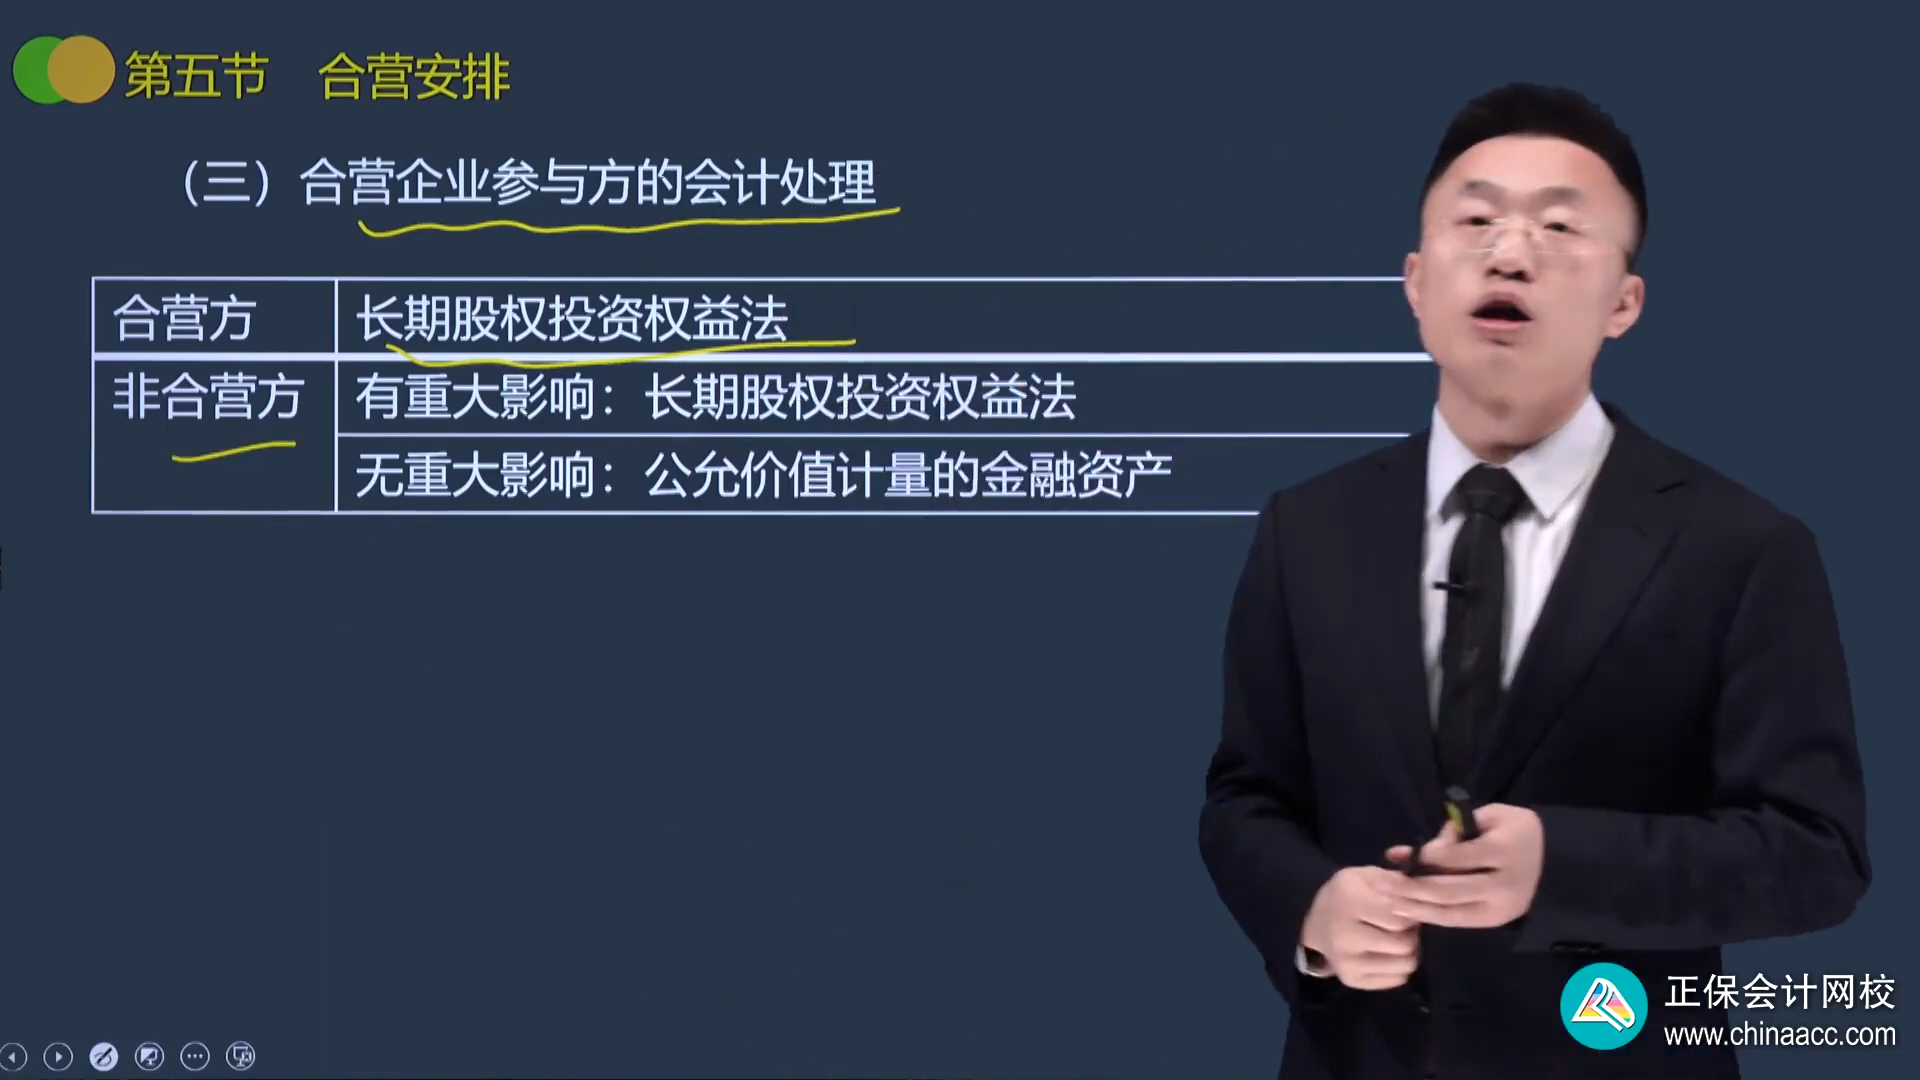 第五节 合营安排
（三）合营企业参与方的会计处理
合营方 长期股权投资权益法
非合营方 有重大影响：长期股权投资权益法
无重大影响：公允价值计量的金融资产
正保会计网校
www.chinaacc.com